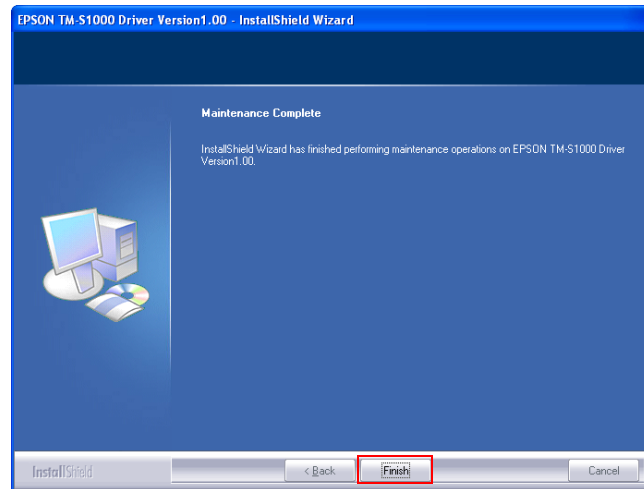 EPSON TM-S1000 Driver Version1.00 - InstallShield Wizard
Maintenance Complete
InstallShield Wizard has finished performing maintenance operations on EPSON TM-S1000 Driver
Version1.00.
InstallShield
< Back
Finish
Cancel